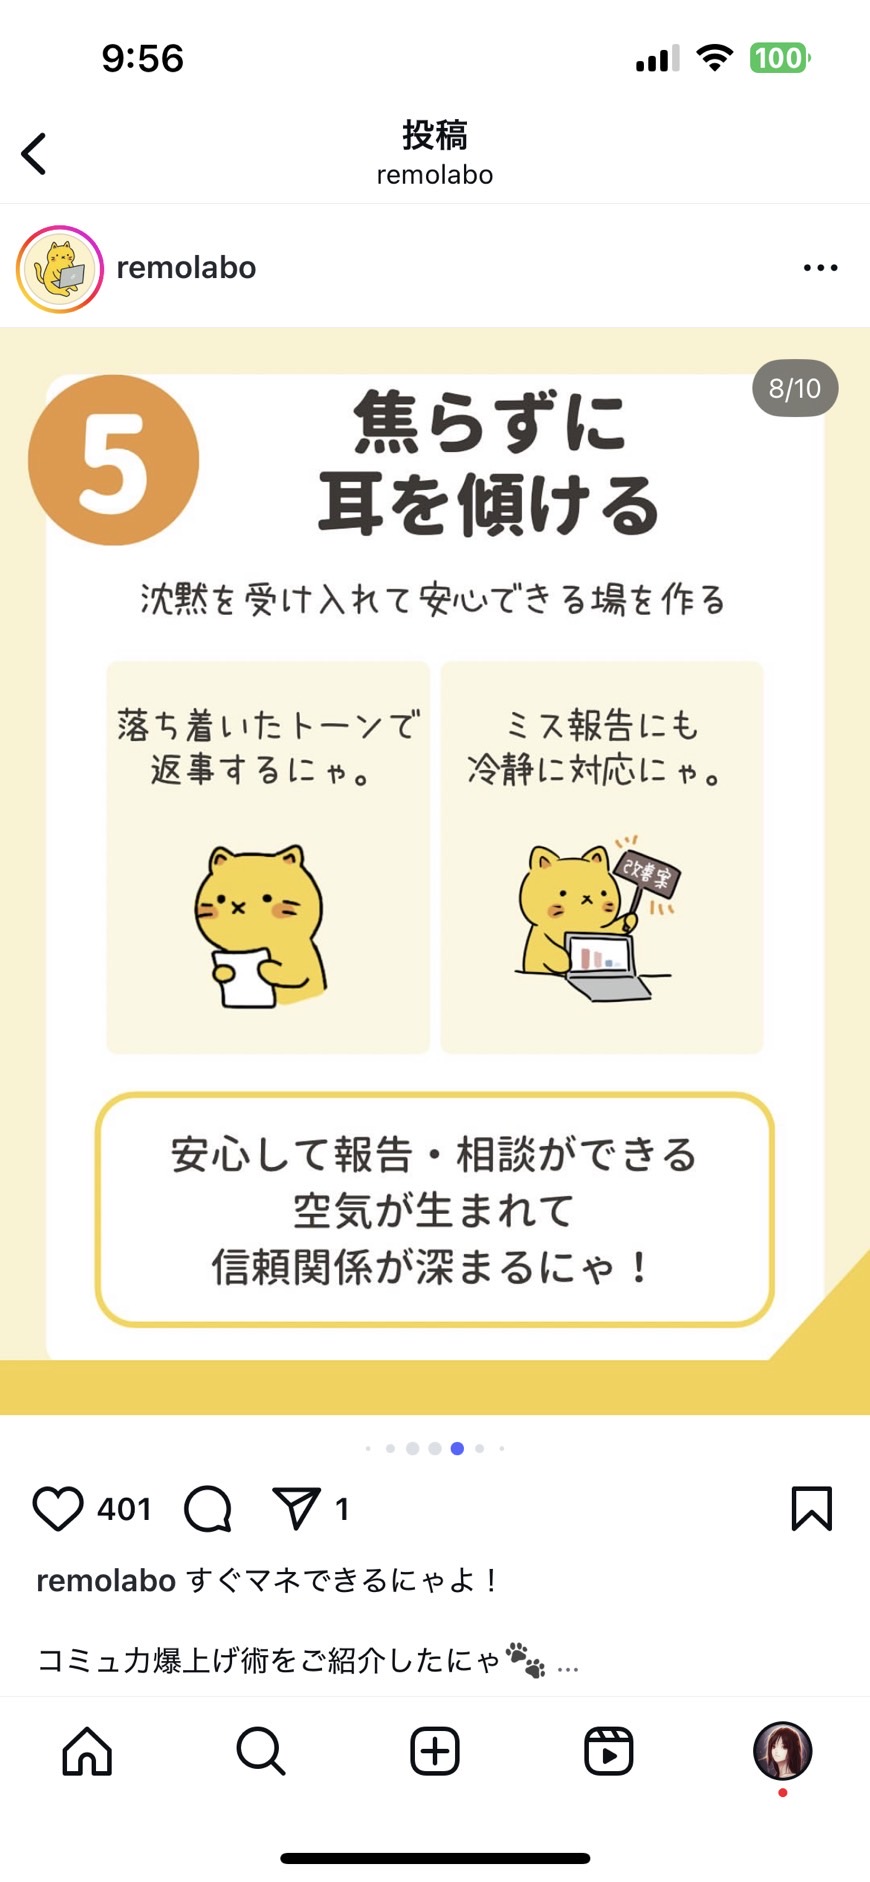 9:56
100
投稿
remolabo
remolabo
8/10
5
焦らずに
耳を傾ける
沈黙を受け入れて安心できる場を作る
落ち着いたトーンで
返事するにゃ。
ミス報告にも
冷静に対応にゃ。
改善案
安心して報告・相談ができる
空気が生まれて
信頼関係が深まるにゃ！
401
1
remolabo すぐマネできるにゃよ！
コミュ力爆上げ術をご紹介したにゃ🐾 ...